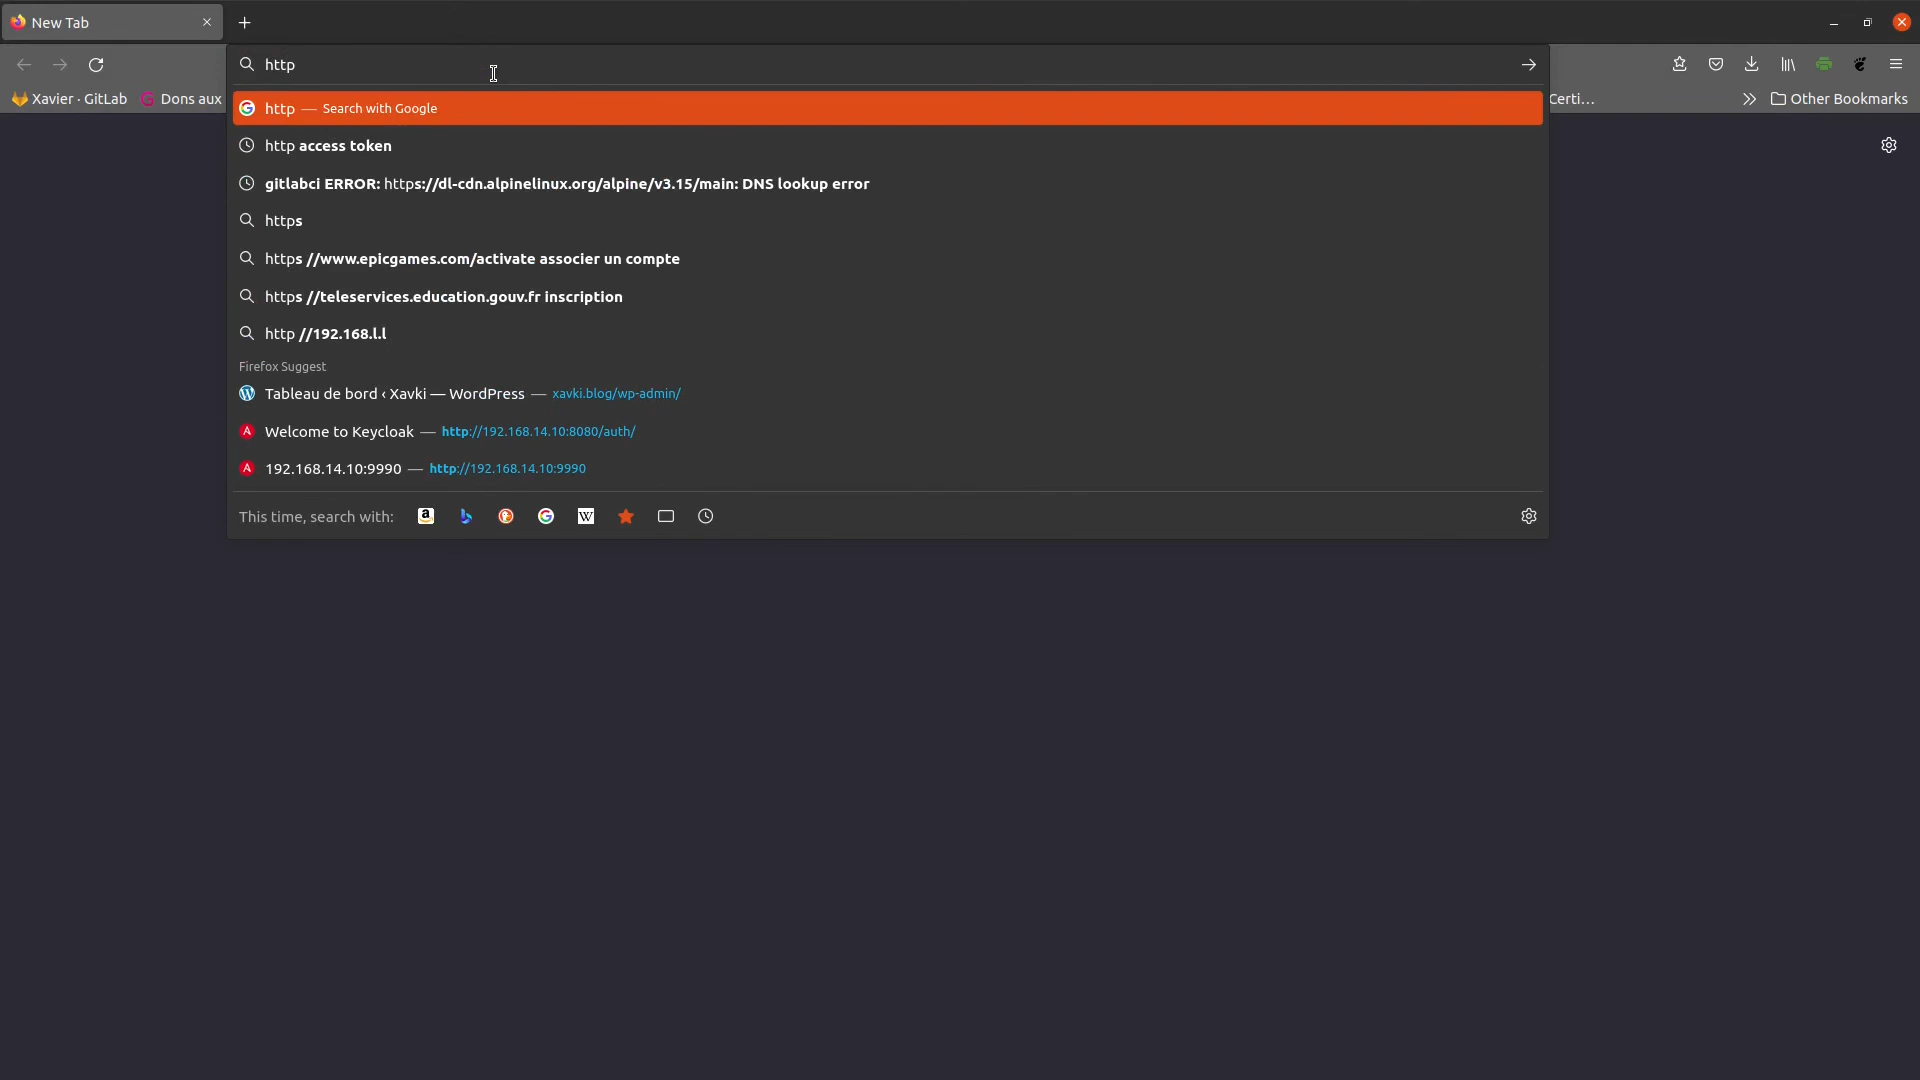 New Tab
http
Xavier · GitLab
Dons aux
Certi...
Other Bookmarks
http — Search with Google
http access token
gitlabci ERROR: https://dl-cdn.alpinelinux.org/alpine/v3.15/main: DNS lookup error
https
https //www.epicgames.com/activate associer un compte
https //teleservices.education.gouv.fr inscription
http //192.168.l.l
Firefox Suggest
Tableau de bord ‹ Xavki — WordPress — xavki.blog/wp-admin/
Welcome to Keycloak — http://192.168.14.10:8080/auth/
192.168.14.10:9990 — http://192.168.14.10:9990
This time, search with: